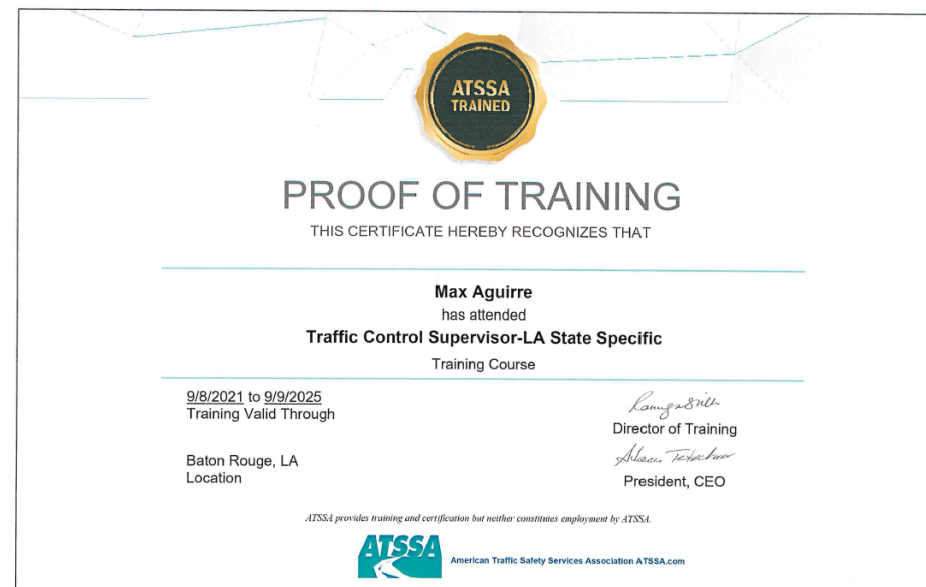 ATSSA
TRAINED
PROOF OF TRAINING
THIS CERTIFICATE HEREBY RECOGNIZES THAT
Max Aguirre
has attended
Traffic Control Supervisor-LA State Specific
Training Course
9/8/2021 to 9/9/2025
Training Valid Through
Director of Training
Baton Rouge, LA
Location
President, CEO
ATSSA provides training and certification but neither constitutes employment by ATSSA.
ATSSA
American Traffic Safety Services Association ATSSA.com